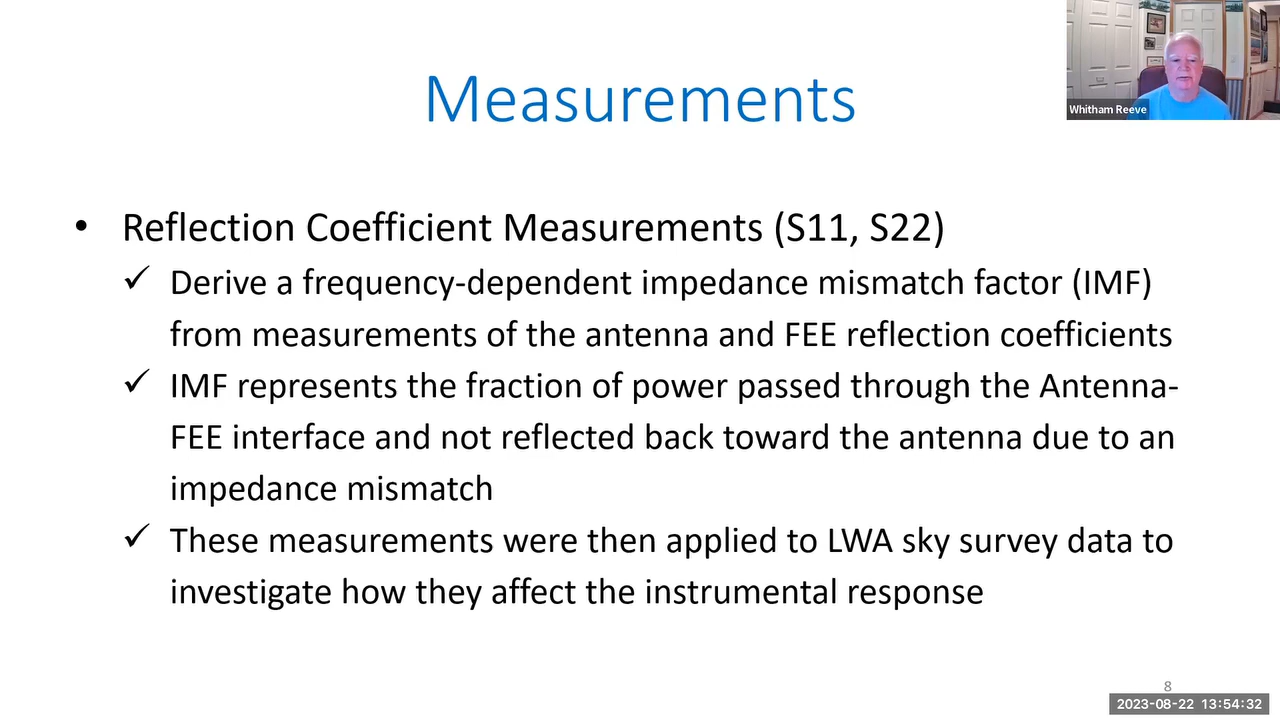 Measurements
Whitham Reeve
• Reflection Coefficient Measurements (S11, S22)
✓ Derive a frequency-dependent impedance mismatch factor (IMF)
from measurements of the antenna and FEE reflection coefficients
✓ IMF represents the fraction of power passed through the Antenna-
FEE interface and not reflected back toward the antenna due to an
impedance mismatch
✓ These measurements were then applied to LWA sky survey data to
investigate how they affect the instrumental response
8
2023-08-22 13:54:32